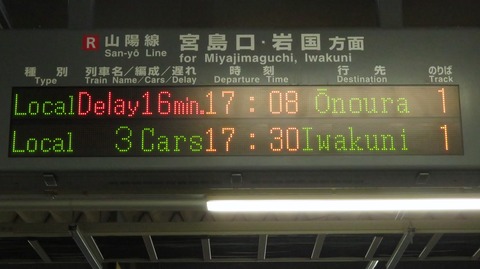 R 山陽線 宮島口・岩国 方面
San-yō Line for Miyajimaguchi, Iwakuni
種別 列車名／編成／遅れ 時刻 行先 のりば
Type Train Name/Cars/Delay Departure Time Destination Track
Local Delay16min. 17:08 Ōnoura 1
Local 3 Cars 17:30 Iwakuni 1